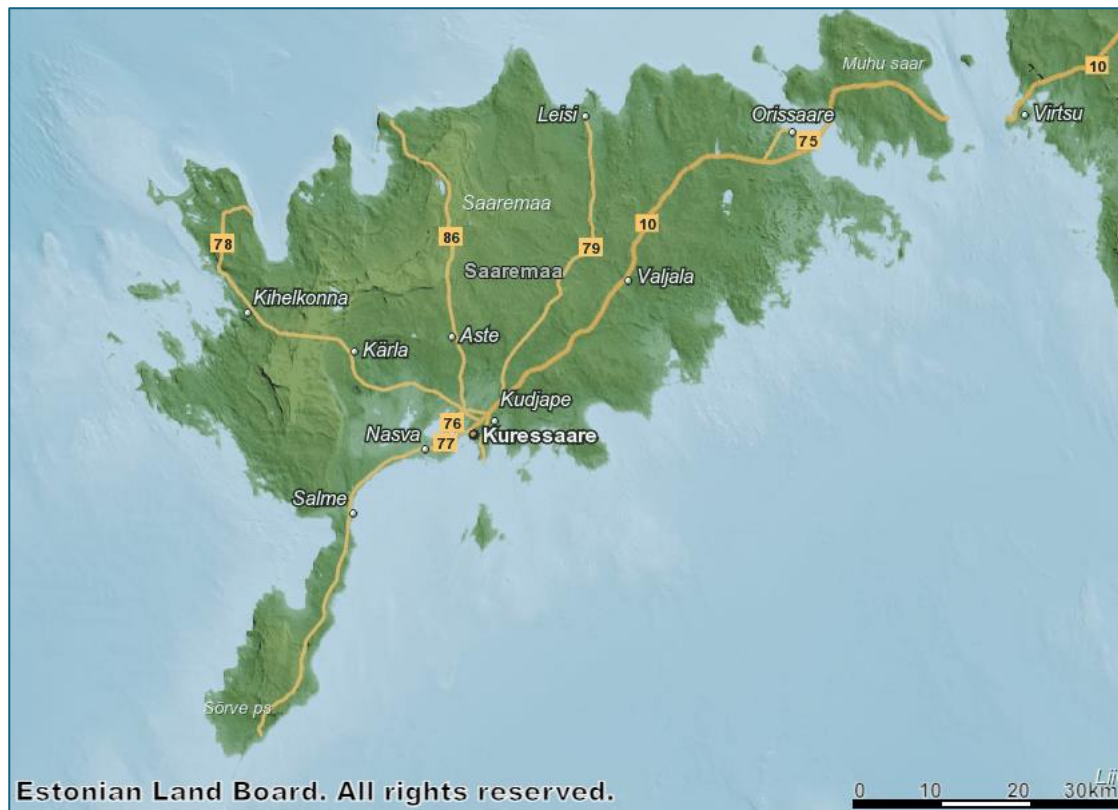 Muhu saar
10
Leisi
Orissaare
Virtsu
75
Saaremaa
10
78
86
79
Saaremaa
Valjala
Kihelkonna
Aste
Kärla
Kudjape
76
Nasva
77
Kuressaare
Salme
Sõrve ps.
Estonian Land Board. All rights reserved.
0 10 20 30km